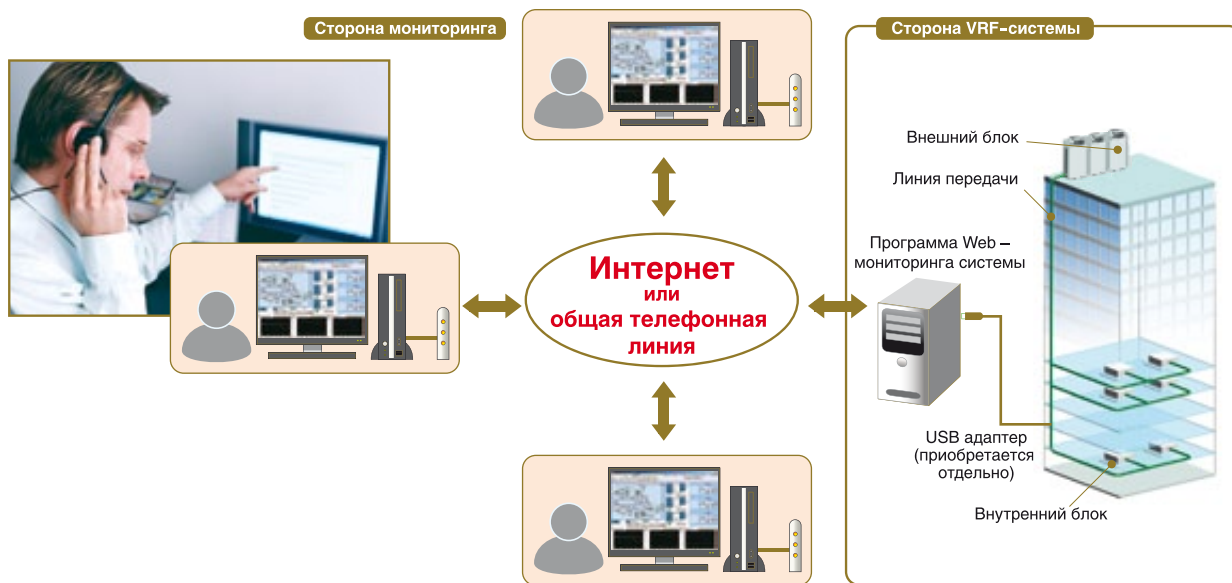 Сторона мониторинга
Сторона VRF-системы
Внешний блок
Линия передачи
Программа Web –
мониторинга системы
Интернет
или
общая телефонная
линия
USB адаптер
(приобретается
отдельно)
Внутренний блок